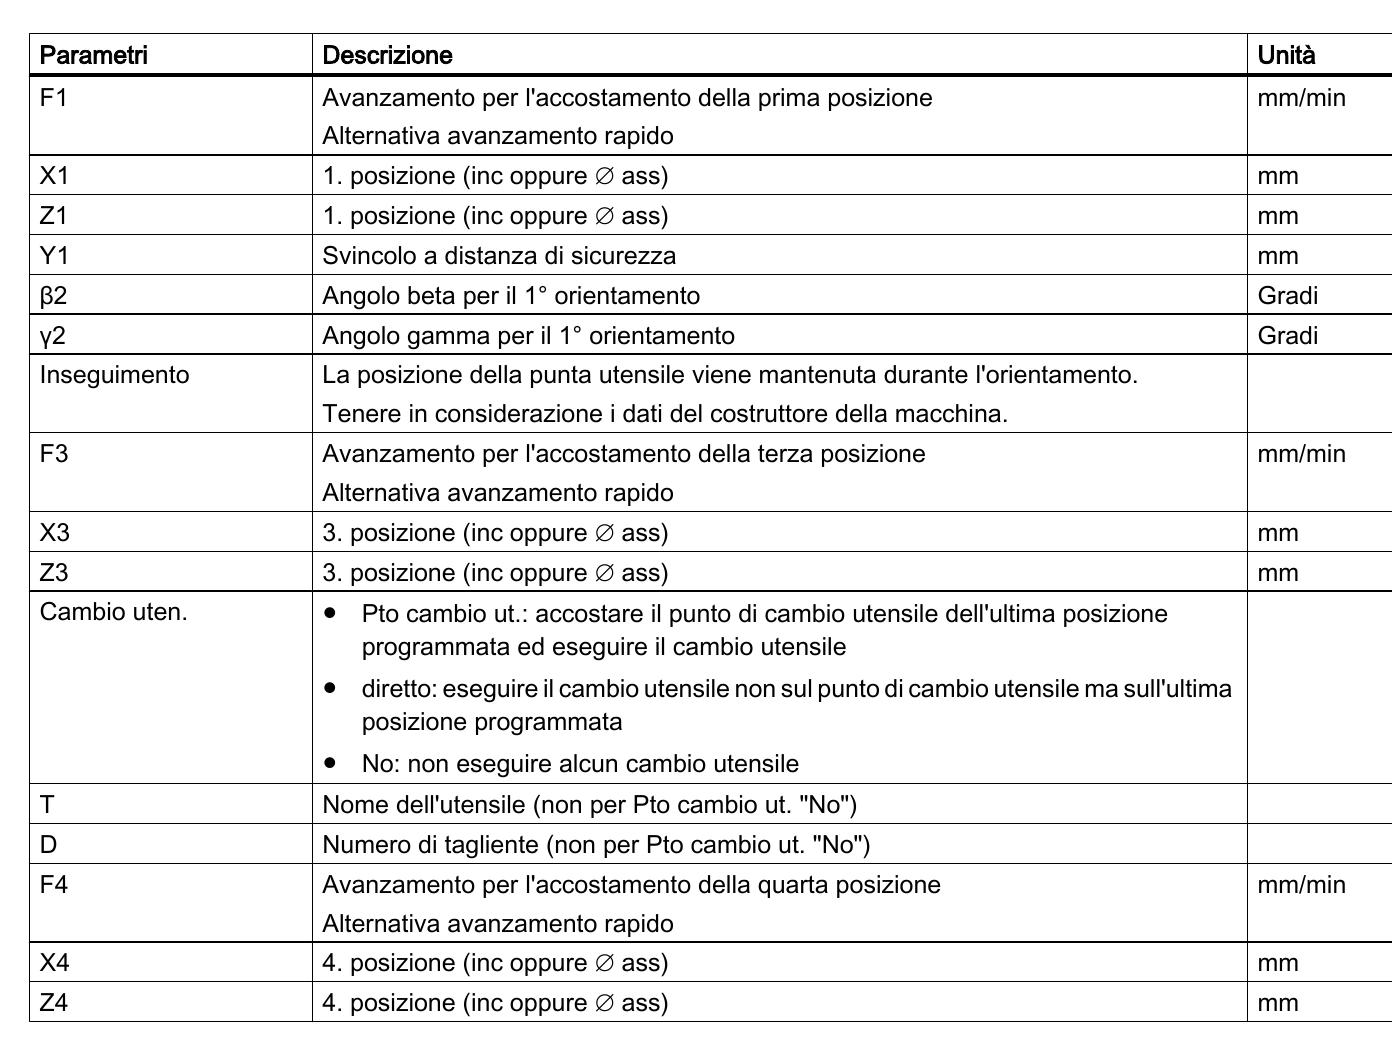 Parametri Descrizione Unità
F1 Avanzamento per l'accostamento della prima posizione mm/min
Alternativa avanzamento rapido
X1 1. posizione (inc oppure ∅ ass) mm
Z1 1. posizione (inc oppure ∅ ass) mm
Y1 Svincolo a distanza di sicurezza mm
β2 Angolo beta per il 1° orientamento Gradi
γ2 Angolo gamma per il 1° orientamento Gradi
Inseguimento La posizione della punta utensile viene mantenuta durante l'orientamento.
Tenere in considerazione i dati del costruttore della macchina.
F3 Avanzamento per l'accostamento della terza posizione mm/min
Alternativa avanzamento rapido
X3 3. posizione (inc oppure ∅ ass) mm
Z3 3. posizione (inc oppure ∅ ass) mm
Cambio uten. ● Pto cambio ut.: accostare il punto di cambio utensile dell'ultima posizione
programmata ed eseguire il cambio utensile
● diretto: eseguire il cambio utensile non sul punto di cambio utensile ma sull'ultima
posizione programmata
● No: non eseguire alcun cambio utensile
T Nome dell'utensile (non per Pto cambio ut. "No")
D Numero di tagliente (non per Pto cambio ut. "No")
F4 Avanzamento per l'accostamento della quarta posizione mm/min
Alternativa avanzamento rapido
X4 4. posizione (inc oppure ∅ ass) mm
Z4 4. posizione (inc oppure ∅ ass) mm